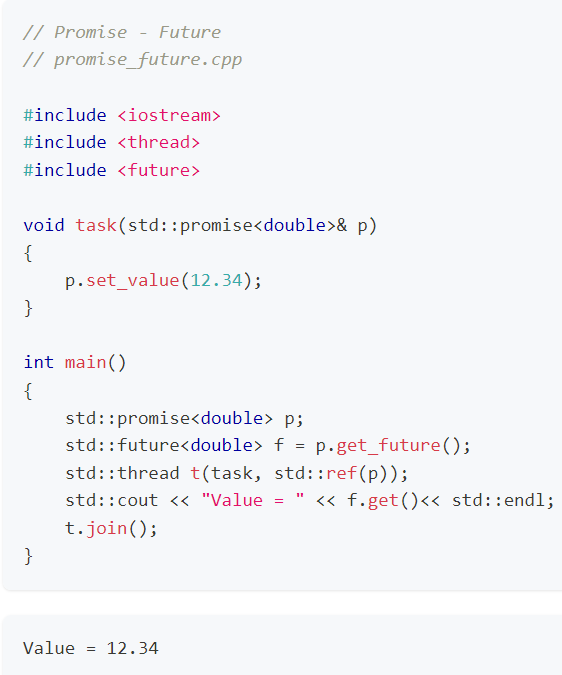 // Promise - Future
// promise_future.cpp

#include <iostream>
#include <thread>
#include <future>

void task(std::promise<double>& p)
{
    p.set_value(12.34);
}

int main()
{
    std::promise<double> p;
    std::future<double> f = p.get_future();
    std::thread t(task, std::ref(p));
    std::cout << "Value = " << f.get()<< std::endl;
    t.join();
}

Value = 12.34